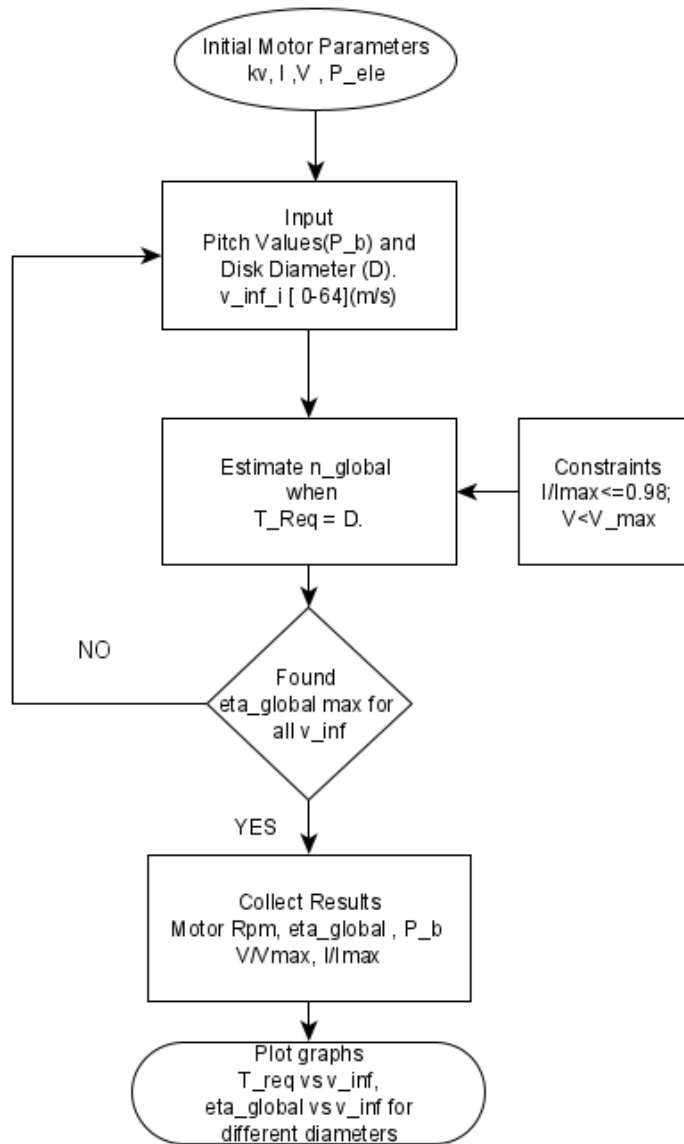 Initial Motor Parameters
kv, I ,V , P_ele
Input
Pitch Values(P_b) and
Disk Diameter (D).
v_inf_i [ 0-64](m/s)
Estimate n_global
when
T_Req = D.
Constraints
I/Imax<=0.98;
V<V_max
NO
Found
eta_global max for
all v_inf
YES
Collect Results
Motor Rpm, eta_global , P_b
V/Vmax, I/Imax
Plot graphs
T_req vs v_inf,
eta_global vs v_inf for
different diameters